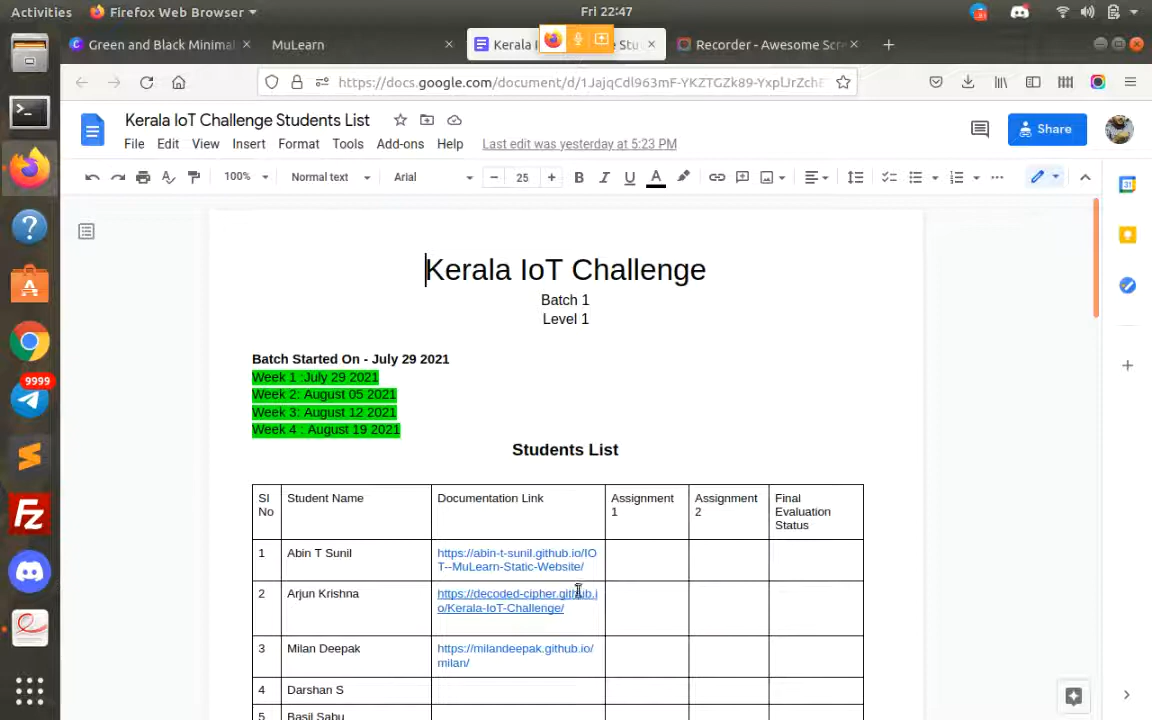 Activities Firefox Web Browser Fri 22:47
Green and Black Minimal MuLearn Kerala I Stu Recorder - Awesome Scr
https://docs.google.com/document/d/1JajqCdl963mF-YKZTGZk89-YxplJrZchE
Kerala IoT Challenge Students List
Share
File Edit View Insert Format Tools Add-ons Help Last edit was yesterday at 5:23 PM
100% Normal text Arial 25 B I U A
Kerala IoT Challenge
Batch 1
Level 1
Batch Started On - July 29 2021
Week 1 :July 29 2021
Week 2: August 05 2021
Week 3: August 12 2021
Week 4 : August 19 2021
Students List
Sl No Student Name Documentation Link Assignment 1 Assignment 2 Final Evaluation Status
1 Abin T Sunil https://abin-t-sunil.github.io/IO
T--MuLearn-Static-Website/
2 Arjun Krishna https://decoded-cipher.github.i
o/Kerala-IoT-Challenge/
3 Milan Deepak https://milandeepak.github.io/
milan/
4 Darshan S
5 Basil Sabu
9999
31